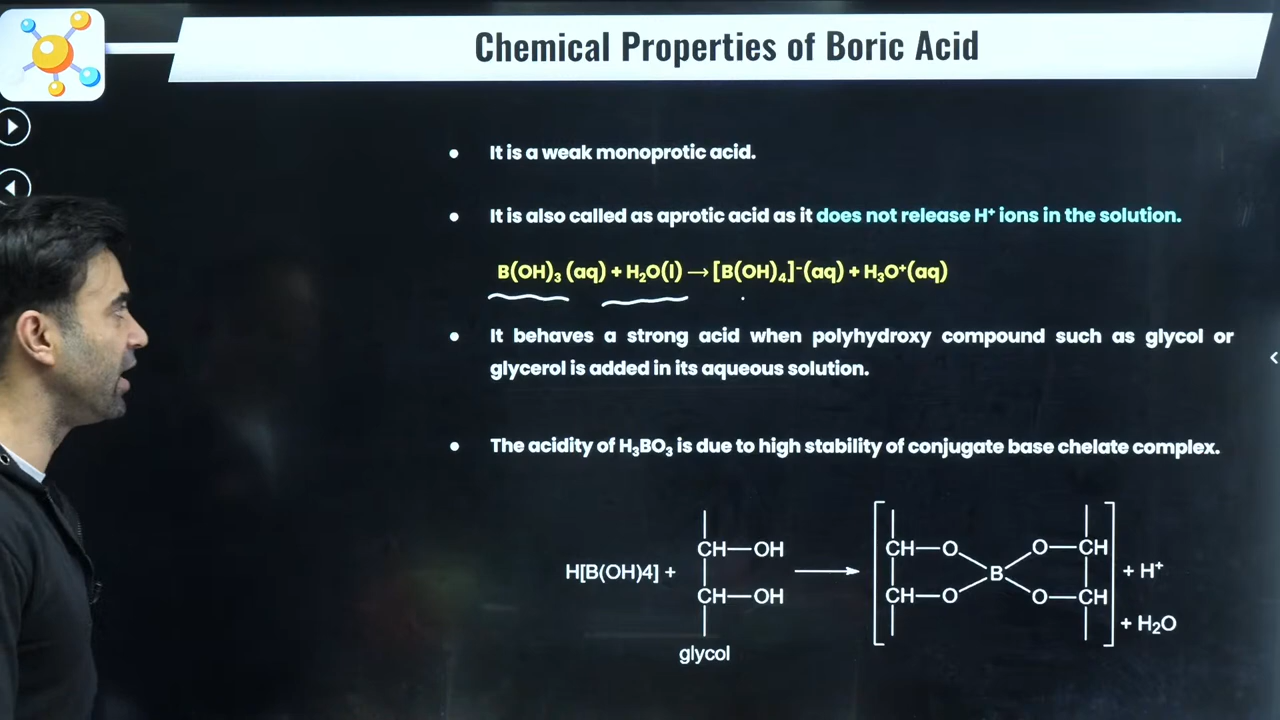 Chemical Properties of Boric Acid
● It is a weak monoprotic acid.
● It is also called as aprotic acid as it does not release H⁺ ions in the solution.
B(OH)₃ (aq) + H₂O(l) → [B(OH)₄]⁻(aq) + H₃O⁺(aq)
● It behaves a strong acid when polyhydroxy compound such as glycol or
glycerol is added in its aqueous solution.
● The acidity of H₃BO₃ is due to high stability of conjugate base chelate complex.
CH—OH CH—O O—CH
H[B(OH)4] + B + H⁺
CH—OH CH—O O—CH
+ H₂O
glycol